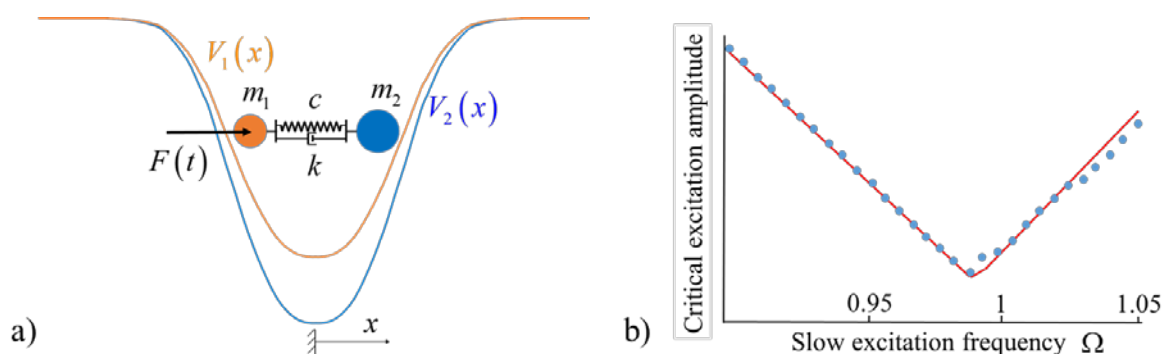 V₁(x)
m₁
c
m₂
V₂(x)
F(t)
k
x
a)
Critical excitation amplitude
0.95
1
1.05
b)
Slow excitation frequency Ω